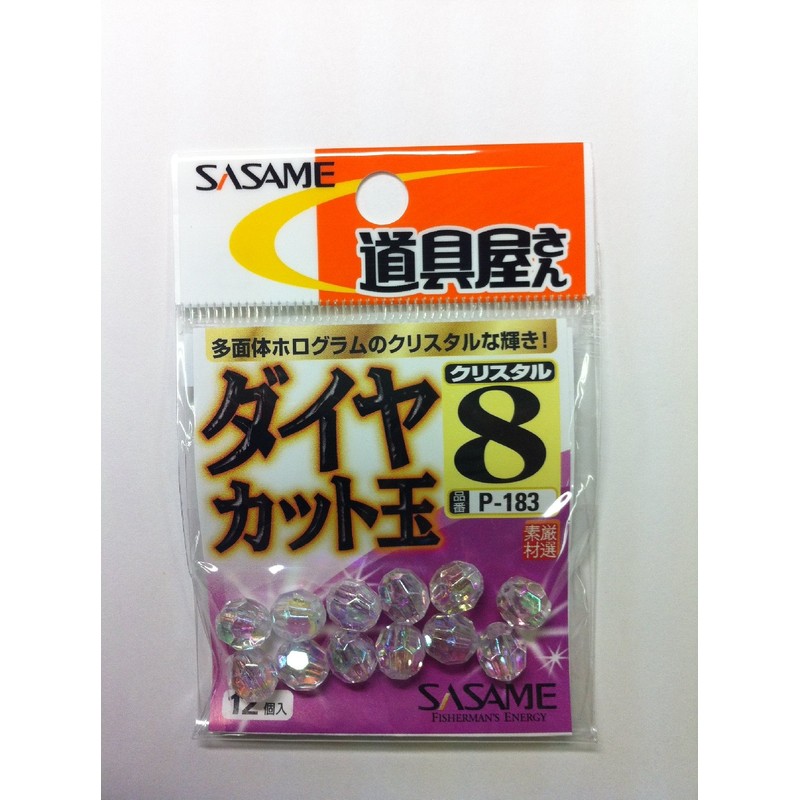 SASAME
道具屋さん
多面体ホログラムのクリスタルな輝き!
ダイヤ
カット玉
クリスタル
8
品番 P-183
厳選
素材
12個入
SASAME
FISHERMAN'S ENERGY